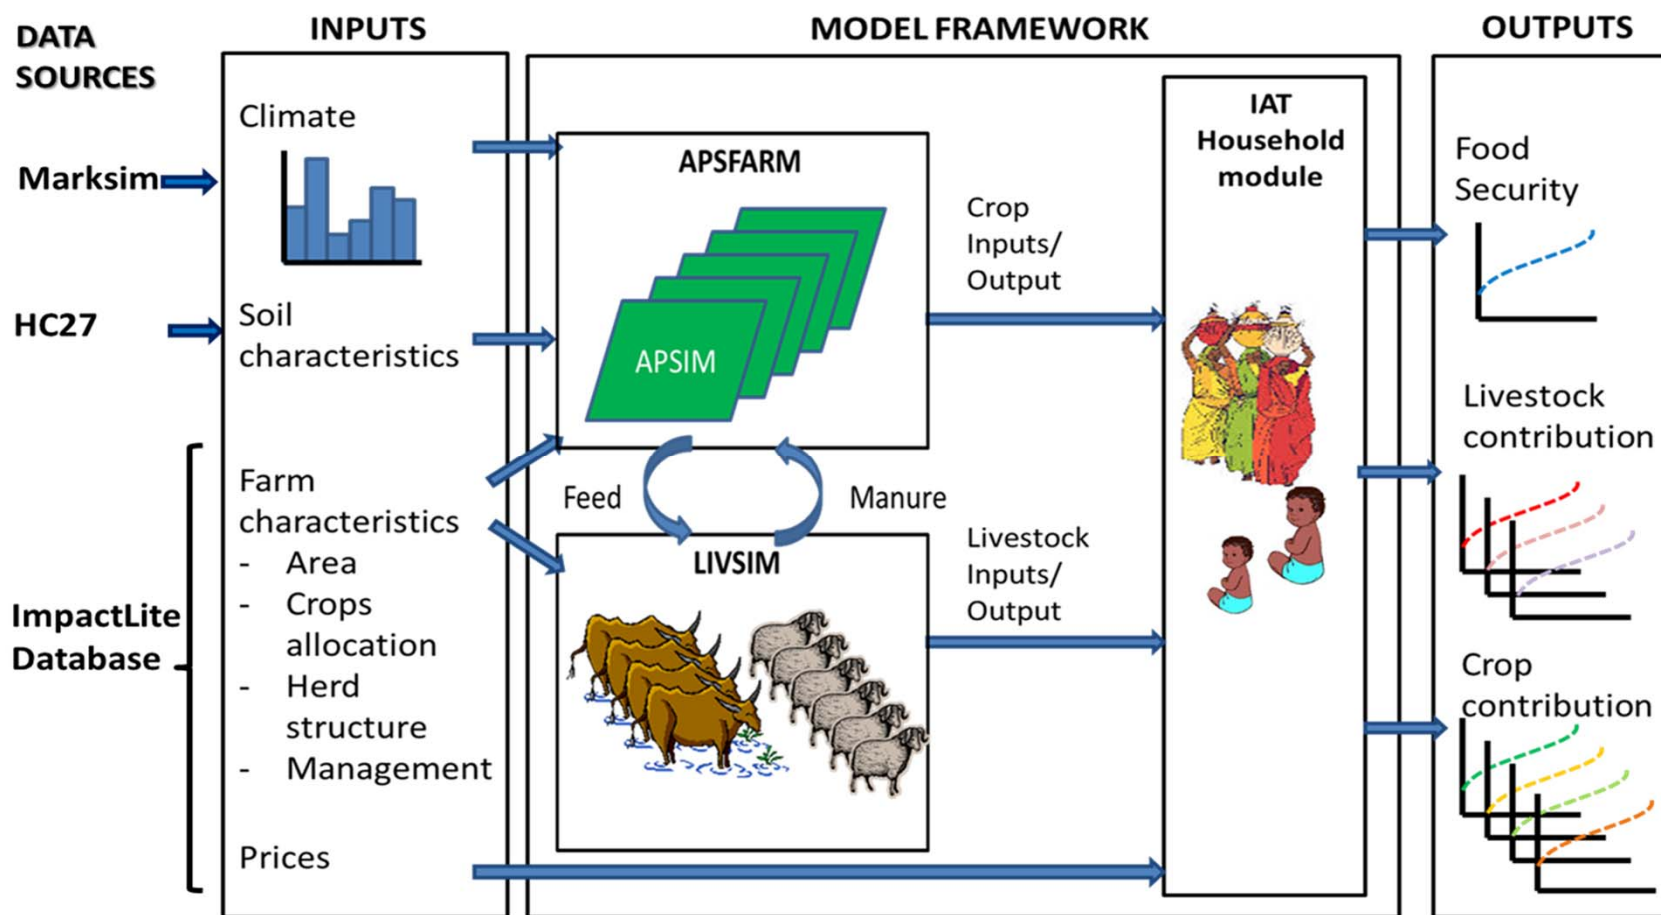 DATA
SOURCES
INPUTS
MODEL FRAMEWORK
OUTPUTS
Marksim
HC27
ImpactLite
Database
Climate
Soil
characteristics
Farm
characteristics
- Area
- Crops
allocation
- Herd
structure
- Management
Prices
APSFARM
APSIM
Feed
Manure
LIVSIM
Crop
Inputs/
Output
Livestock
Inputs/
Output
IAT
Household
module
Food
Security
Livestock
contribution
Crop
contribution